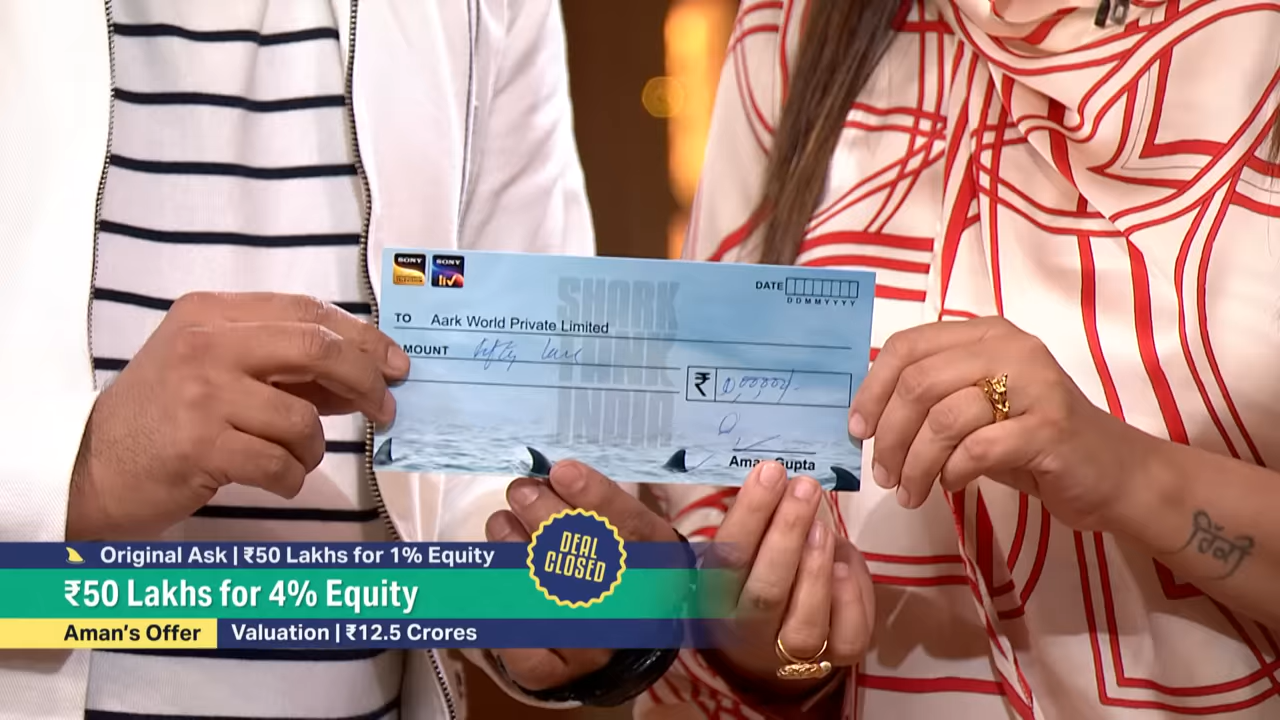 SONY
SONY
liv
SHARK
TANK
INDIA
DATE
DDMMYYYY
TO Aark World Private Limited
AMOUNT fifty
₹
Aman Gupta
ਰਿੱਕੀ
Original Ask | ₹50 Lakhs for 1% Equity
DEAL
CLOSED
₹50 Lakhs for 4% Equity
Aman's Offer Valuation | ₹12.5 Crores